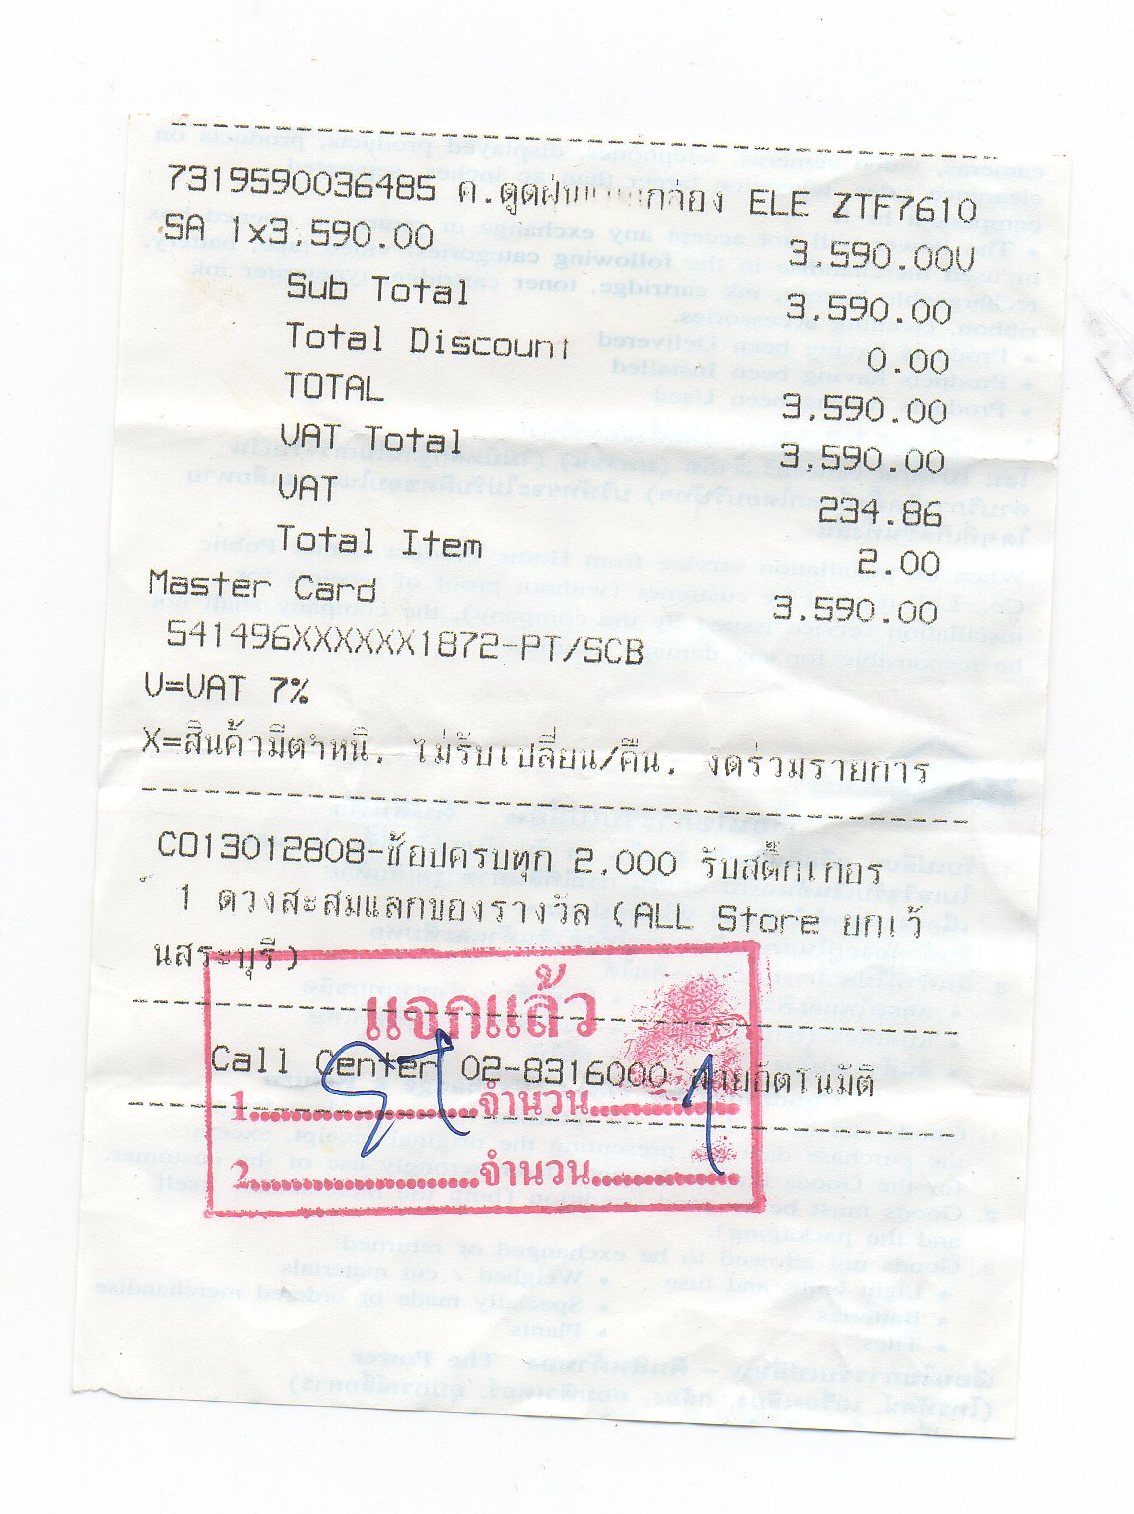 7319590036485 ค.ดูดฝุ่นแบบกล่อง ELE ZTF7610
SA 1x3,590.00 3,590.00V
Sub Total 3,590.00
Total Discount 0.00
TOTAL 3,590.00
VAT Total 3,590.00
VAT 234.86
Total Item 2.00
Master Card 3,590.00
541496XXXXXX1872-PT/SCB
V=VAT 7%
X=สินค้ามีตำหนิ, ไม่รับเปลี่ยน/คืน, งดร่วมรายการ
CO13012808-ช้อปครบทุก 2,000 รับสติ๊กเกอร
์ 1 ดวงสะสมแลกของรางวัล (ALL Store ยกเว้
นสระบุรี)
แจกแล้ว
Call Center 02-8316000 สายอัตโนมัติ
1..........จำนวน.......... 1
2..........จำนวน..........